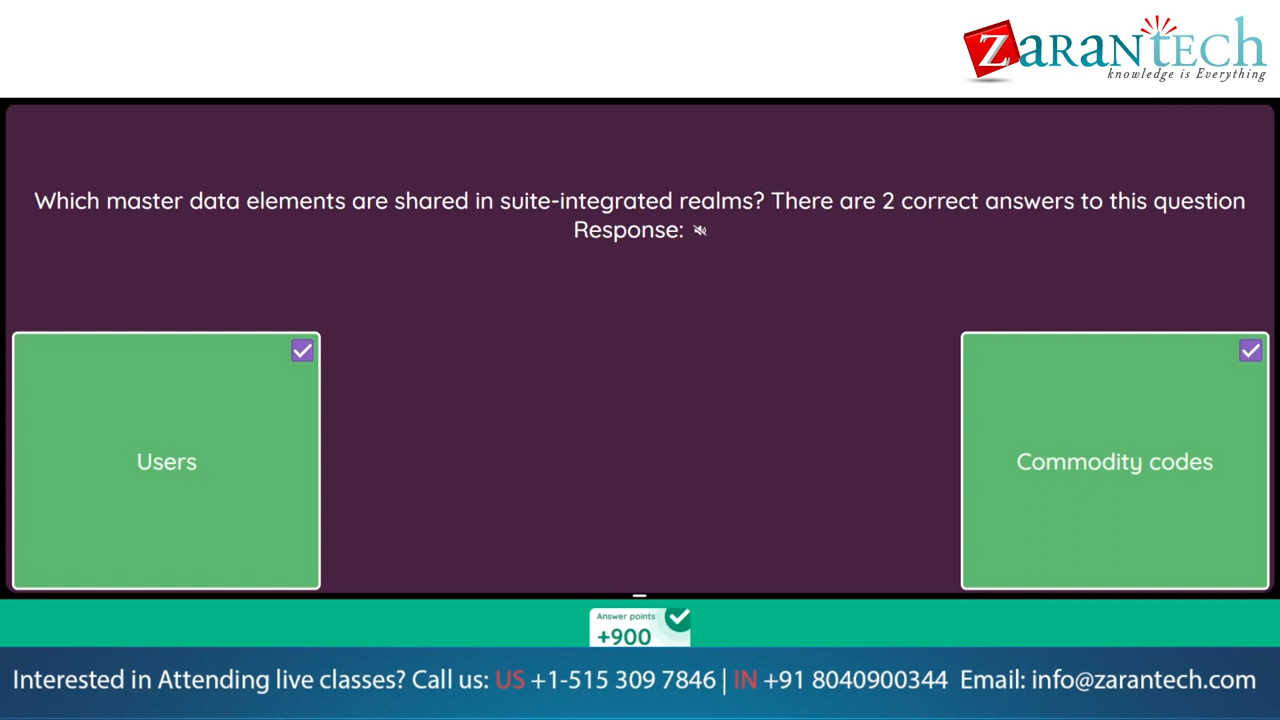 ZARANTECH
knowledge is Everything
Which master data elements are shared in suite-integrated realms? There are 2 correct answers to this question
Response:
Users
Commodity codes
Answer points
+900
Interested in Attending live classes? Call us: US +1-515 309 7846 | IN +91 8040900344 Email: info@zarantech.com